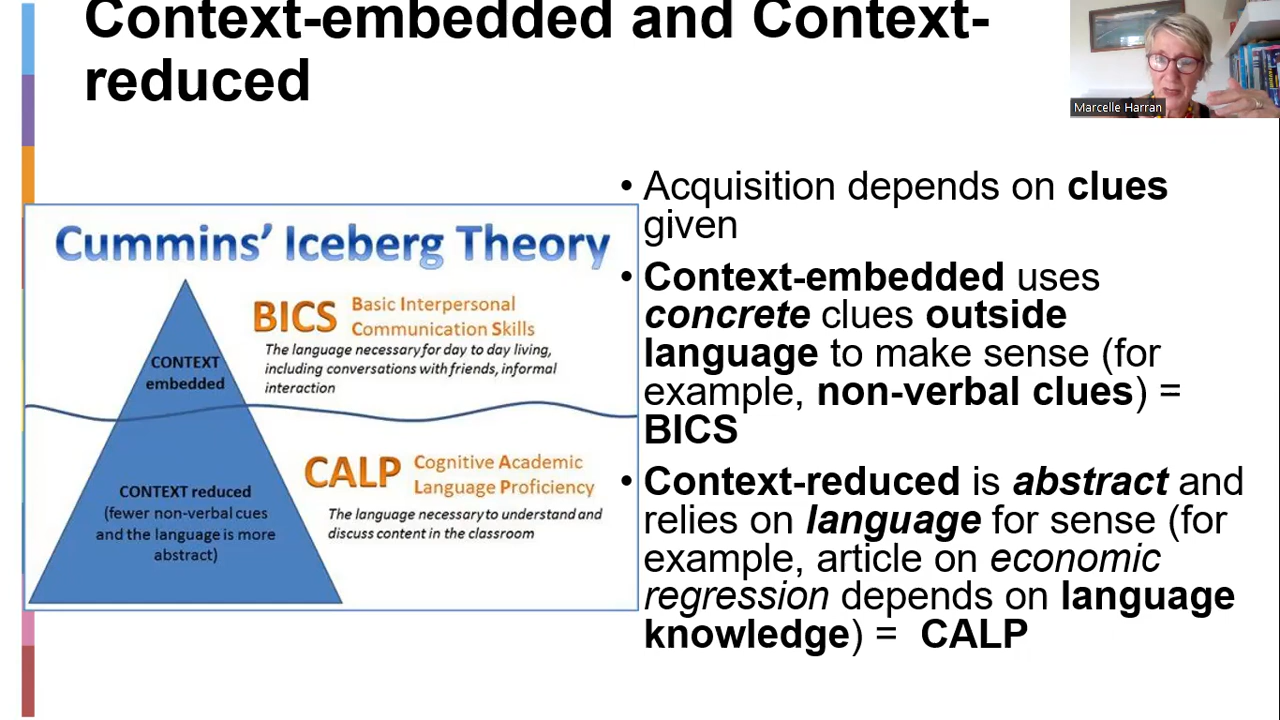 Context-embedded and Context-
reduced
Marcelle Harran
Cummins' Iceberg Theory
BICS Basic Interpersonal
Communication Skills
The language necessary for day to day living,
including conversations with friends, informal
interaction
CONTEXT
embedded
CALP Cognitive Academic
Language Proficiency
The language necessary to understand and
discuss content in the classroom
CONTEXT reduced
(fewer non-verbal cues
and the language is more
abstract)
• Acquisition depends on clues
given
• Context-embedded uses
concrete clues outside
language to make sense (for
example, non-verbal clues) =
BICS
• Context-reduced is abstract and
relies on language for sense (for
example, article on economic
regression depends on language
knowledge) = CALP